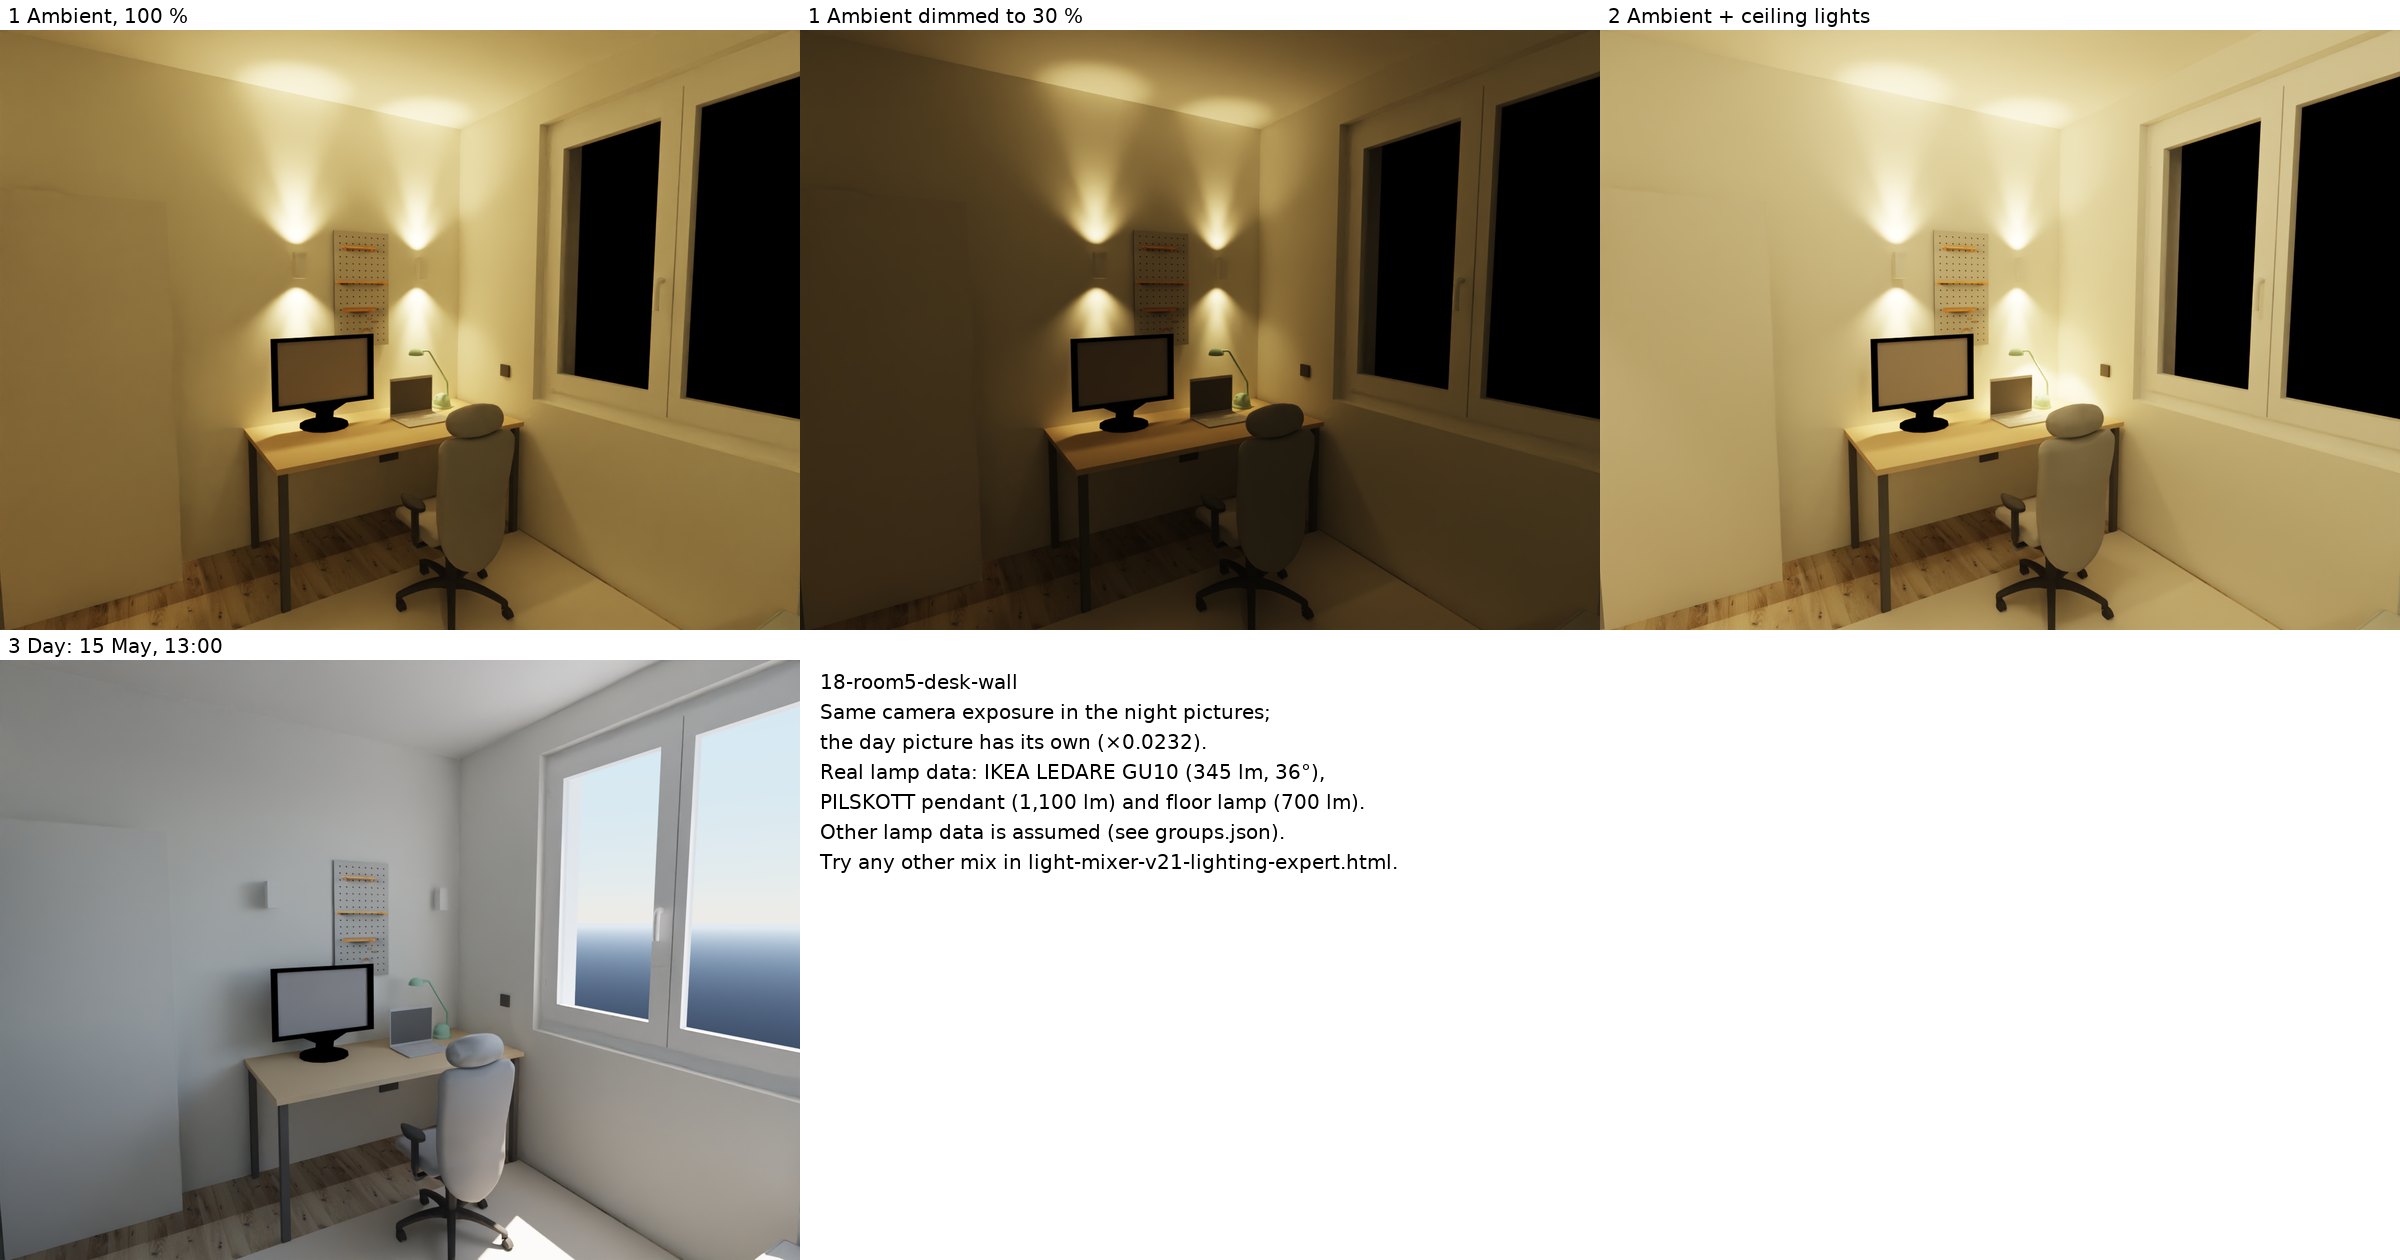 1 Ambient, 100 %
1 Ambient dimmed to 30 %
2 Ambient + ceiling lights
3 Day: 15 May, 13:00
18-room5-desk-wall
Same camera exposure in the night pictures;
the day picture has its own (×0.0232).
Real lamp data: IKEA LEDARE GU10 (345 lm, 36°),
PILSKOTT pendant (1,100 lm) and floor lamp (700 lm).
Other lamp data is assumed (see groups.json).
Try any other mix in light-mixer-v21-lighting-expert.html.